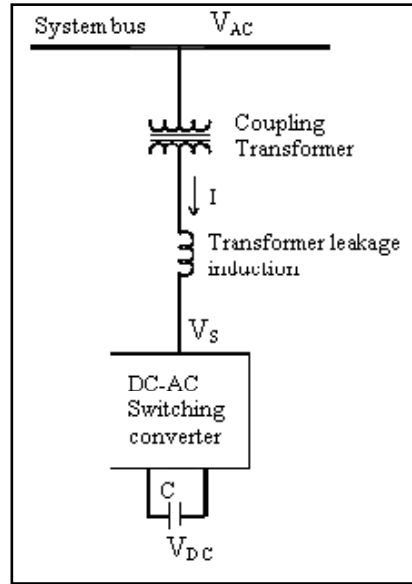 System bus V_AC
Coupling
Transformer
I
Transformer leakage
induction
V_S
DC-AC
Switching
converter
C
V_DC